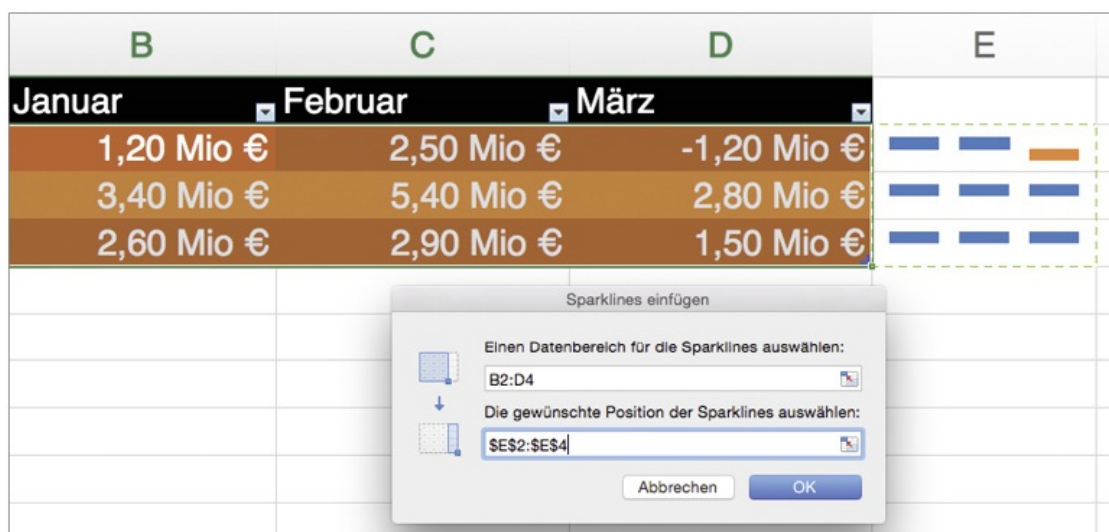 B C D E
Januar Februar März
1,20 Mio € 2,50 Mio € -1,20 Mio €
3,40 Mio € 5,40 Mio € 2,80 Mio €
2,60 Mio € 2,90 Mio € 1,50 Mio €
Sparklines einfügen
Einen Datenbereich für die Sparklines auswählen:
B2:D4
Die gewünschte Position der Sparklines auswählen:
$E$2:$E$4
Abbrechen OK